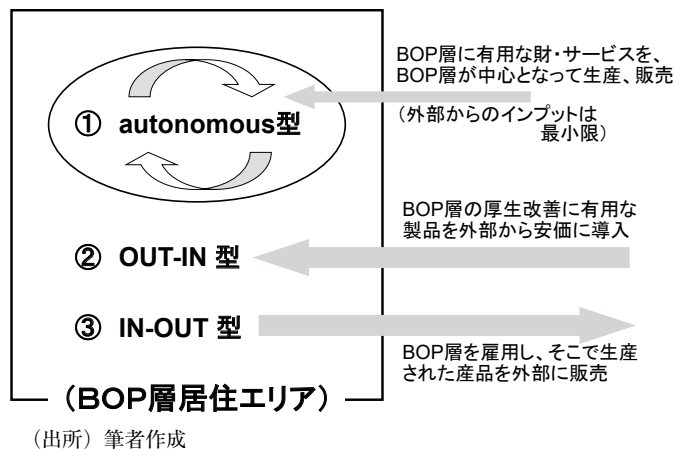 BOP層に有用な財・サービスを、
BOP層が中心となって生産、販売
(外部からのインプットは
最小限)
① autonomous型
BOP層の厚生改善に有用な
製品を外部から安価に導入
② OUT-IN 型
③ IN-OUT 型
BOP層を雇用し、そこで生産
された産品を外部に販売
(BOP層居住エリア)
(出所) 筆者作成